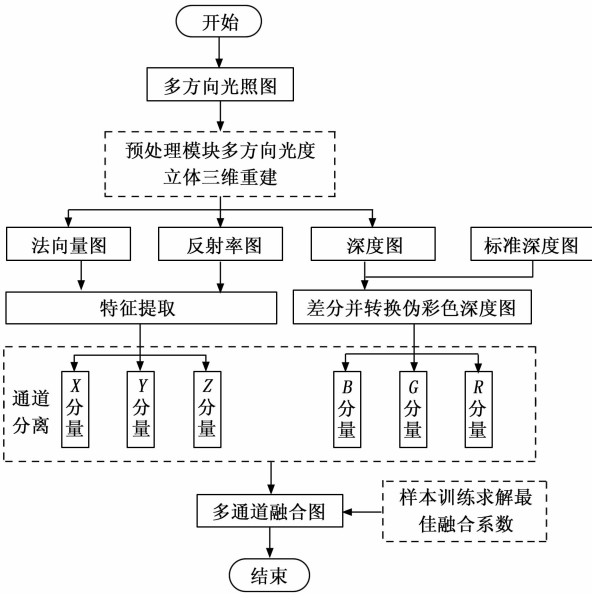 开始
多方向光照图
预处理模块多方向光度
立体三维重建
法向量图
反射率图
深度图
标准深度图
特征提取
差分并转换伪彩色深度图
通道
分离
X
分
量
Y
分
量
Z
分
量
B
分
量
G
分
量
R
分
量
多通道融合图
样本训练求解最
佳融合系数
结束